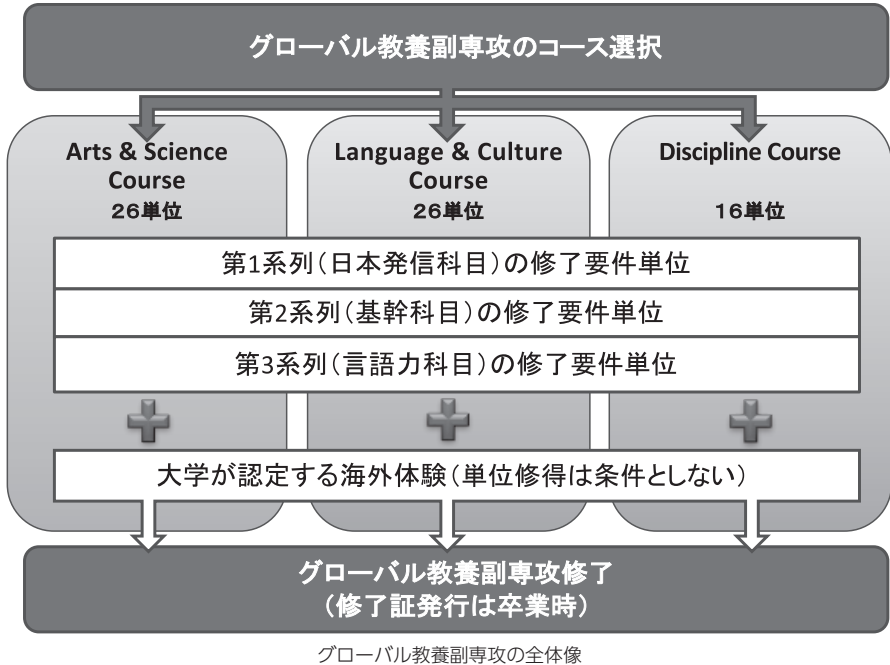 グローバル教養副専攻のコース選択
Arts & Science
Course
26単位
Language & Culture
Course
26単位
Discipline Course
16単位
第1系列（日本発信科目）の修了要件単位
第2系列（基幹科目）の修了要件単位
第3系列（言語力科目）の修了要件単位
大学が認定する海外体験（単位修得は条件としない）
グローバル教養副専攻修了
（修了証発行は卒業時）
グローバル教養副専攻の全体像